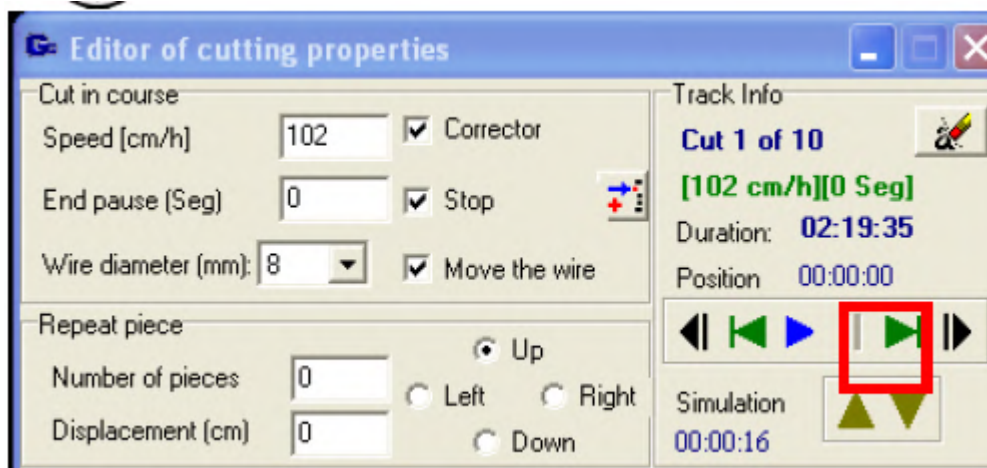 Editor of cutting properties
Cut in course
Speed [cm/h] 102 Corrector
End pause (Seg) 0 Stop
Wire diameter (mm): 8 Move the wire
Repeat piece
Up
Number of pieces 0
Left Right
Displacement (cm) 0
Down
Track Info
Cut 1 of 10
[102 cm/h][0 Seg]
Duration: 02:19:35
Position 00:00:00
Simulation
00:00:16